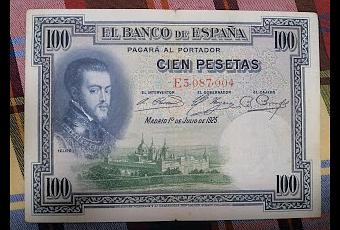 EL BANCO DE ESPAÑA
100 100
PAGARÁ AL PORTADOR
CIEN PESETAS
E3,087,004
EL INTERVENTOR EL GOBERNADOR EL CAJERO
MADRID 1º DE JULIO DE 1925
FELIPE II
100 100